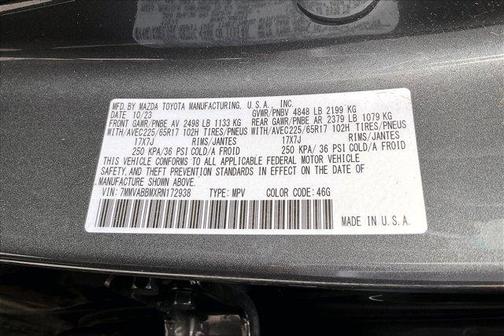 MFD BY MAZDA TOYOTA MANUFACTURING, U.S.A., INC.
10/23 GVWR/PNBV 4848 LB 2199 KG
FRONT GAWR/PNBE AV 2498 LB 1133 KG REAR GAWR/PNBE AR 2379 LB 1079 KG
WITH/AVEC225/65R17 102H TIRES/PNEUS WITH/AVEC225/65R17 102H TIRES/PNEUS
17X7J RIMS/JANTES 17X7J RIMS/JANTES
250 KPA/ 36 PSI COLD/A FROID 250 KPA/ 36 PSI COLD/A FROID
THIS VEHICLE CONFORMS TO ALL APPLICABLE FEDERAL MOTOR VEHICLE
SAFETY, AND THEFT PREVENTION STANDARDS IN EFFECT ON THE DATE
OF MANUFACTURE SHOWN ABOVE.
VIN: 7MMVABBMXRN172938 TYPE: MPV COLOR CODE: 46G
MADE IN U.S.A.